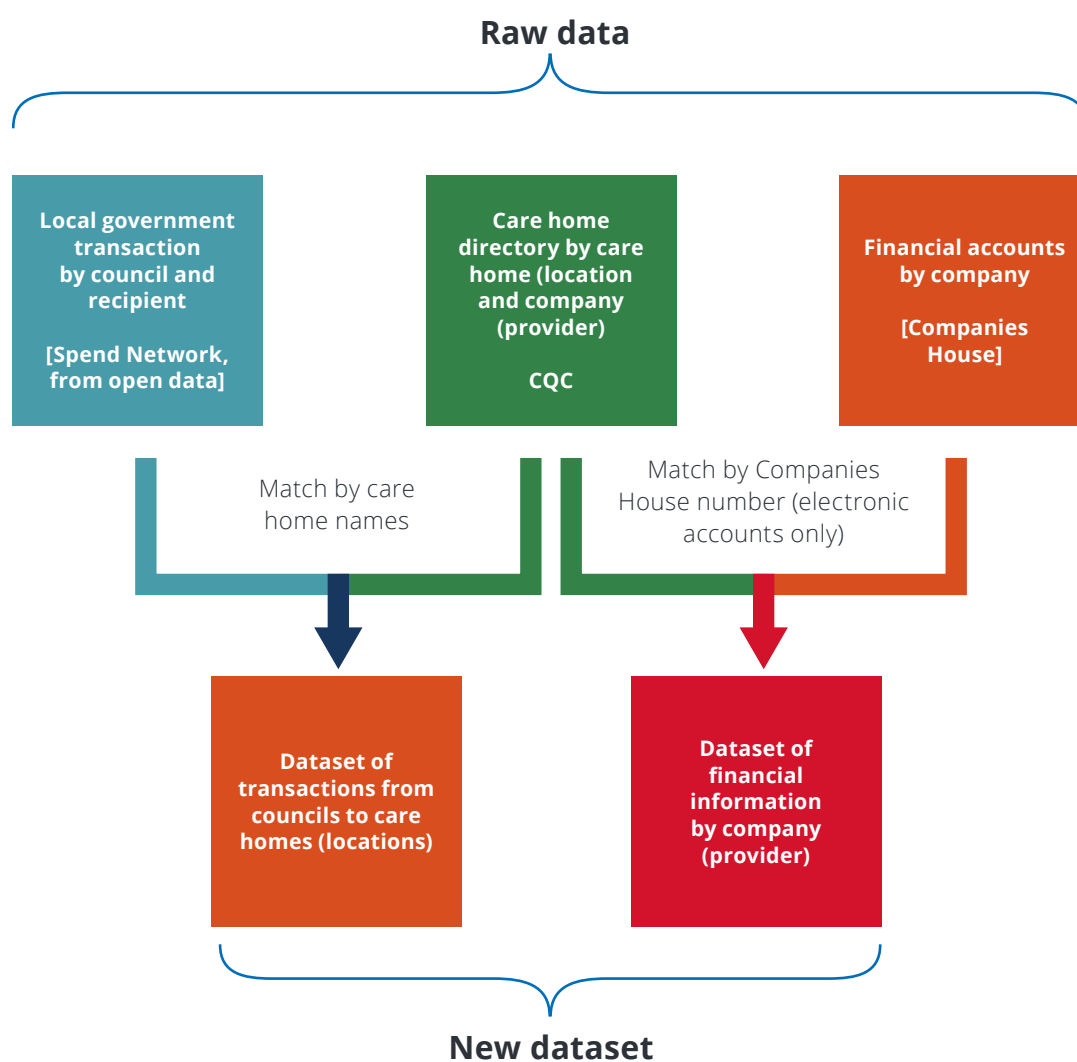 Raw data
Local government
transaction
by council and
recipient
[Spend Network,
from open data]
Care home
directory by care
home (location
and company
(provider)
CQC
Financial accounts
by company
[Companies
House]
Match by care
home names
Match by Companies
House number (electronic
accounts only)
Dataset of
transactions from
councils to care
homes (locations)
Dataset of
financial
information
by company
(provider)
New dataset